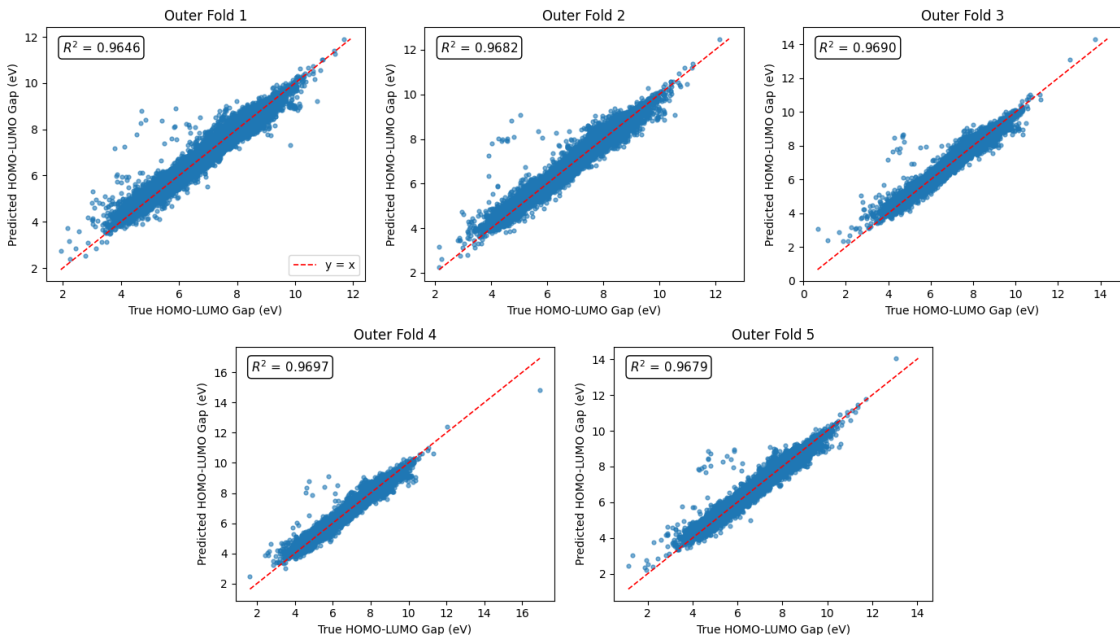 Outer Fold 1
R² = 0.9646
Predicted HOMO-LUMO Gap (eV)
12
10
8
6
4
2
2 4 6 8 10 12
True HOMO-LUMO Gap (eV)
y = x
Outer Fold 2
R² = 0.9682
Predicted HOMO-LUMO Gap (eV)
12
10
8
6
4
2
2 4 6 8 10 12
True HOMO-LUMO Gap (eV)
Outer Fold 3
R² = 0.9690
Predicted HOMO-LUMO Gap (eV)
14
12
10
8
6
4
2
0
0 2 4 6 8 10 12 14
True HOMO-LUMO Gap (eV)
Outer Fold 4
R² = 0.9697
Predicted HOMO-LUMO Gap (eV)
16
14
12
10
8
6
4
2
2 4 6 8 10 12 14 16
True HOMO-LUMO Gap (eV)
Outer Fold 5
R² = 0.9679
Predicted HOMO-LUMO Gap (eV)
14
12
10
8
6
4
2
2 4 6 8 10 12 14
True HOMO-LUMO Gap (eV)